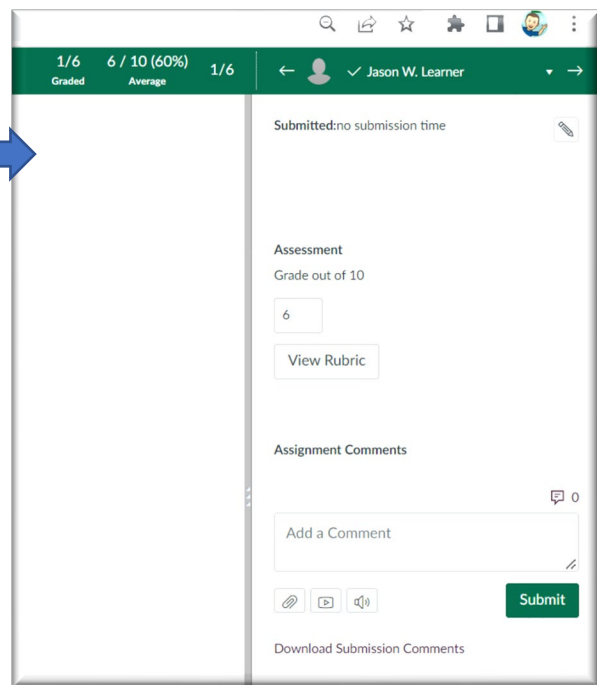 1/6 6 / 10 (60%) 1/6 Jason W. Learner
Graded Average
Submitted:no submission time
Assessment
Grade out of 10
6
View Rubric
Assignment Comments
0
Add a Comment
Submit
Download Submission Comments